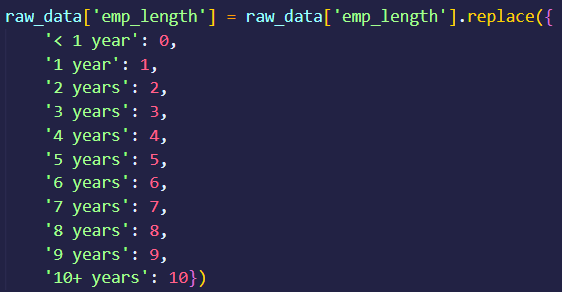 raw_data['emp_length'] = raw_data['emp_length'].replace({
    '< 1 year': 0,
    '1 year': 1,
    '2 years': 2,
    '3 years': 3,
    '4 years': 4,
    '5 years': 5,
    '6 years': 6,
    '7 years': 7,
    '8 years': 8,
    '9 years': 9,
    '10+ years': 10})